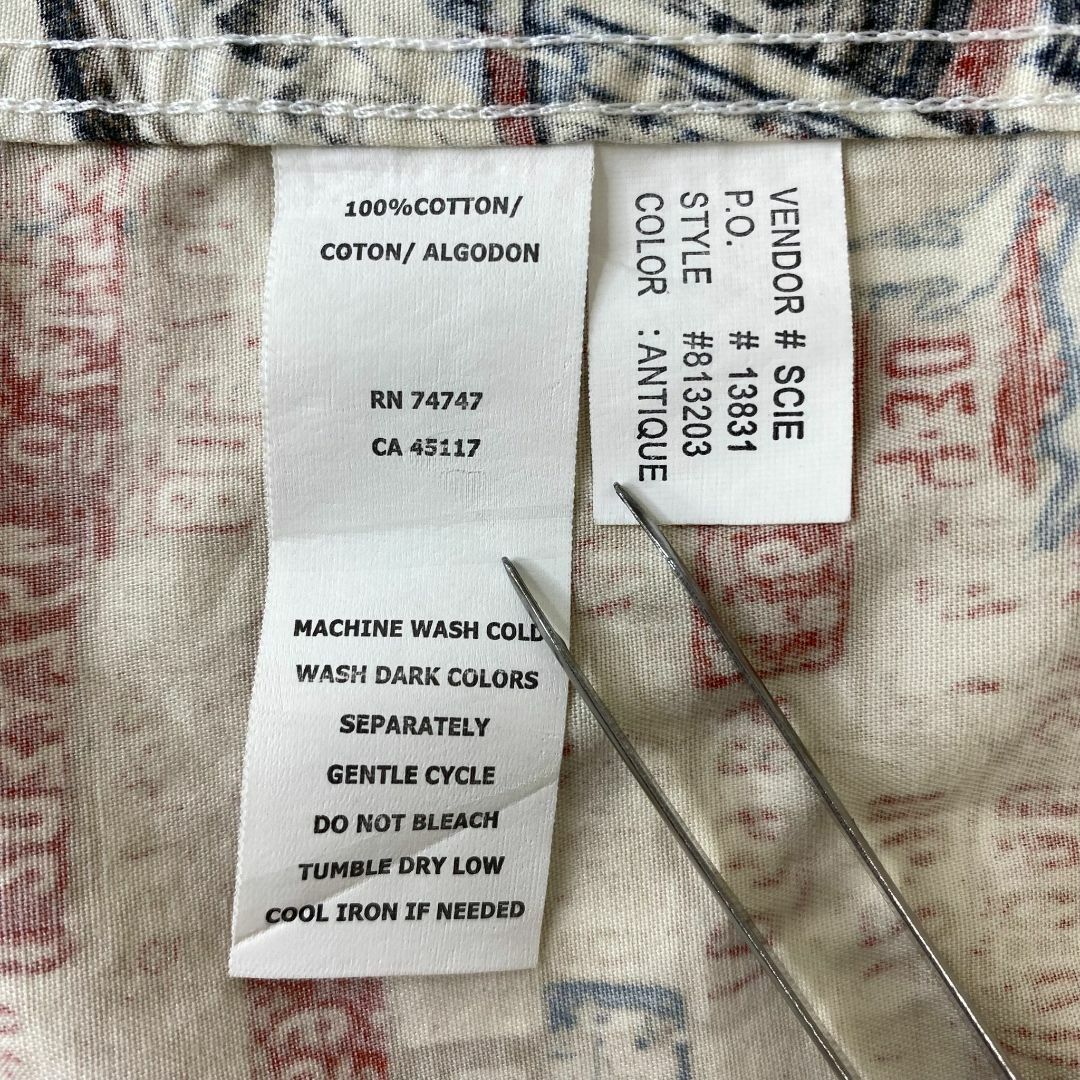 100%COTTON/
COTON/ ALGODON
RN 74747
CA 45117
MACHINE WASH COLD
WASH DARK COLORS
SEPARATELY
GENTLE CYCLE
DO NOT BLEACH
TUMBLE DRY LOW
COOL IRON IF NEEDED
VENDOR # SCIE
P.O. # 13831
STYLE #813203
COLOR : ANTIQUE